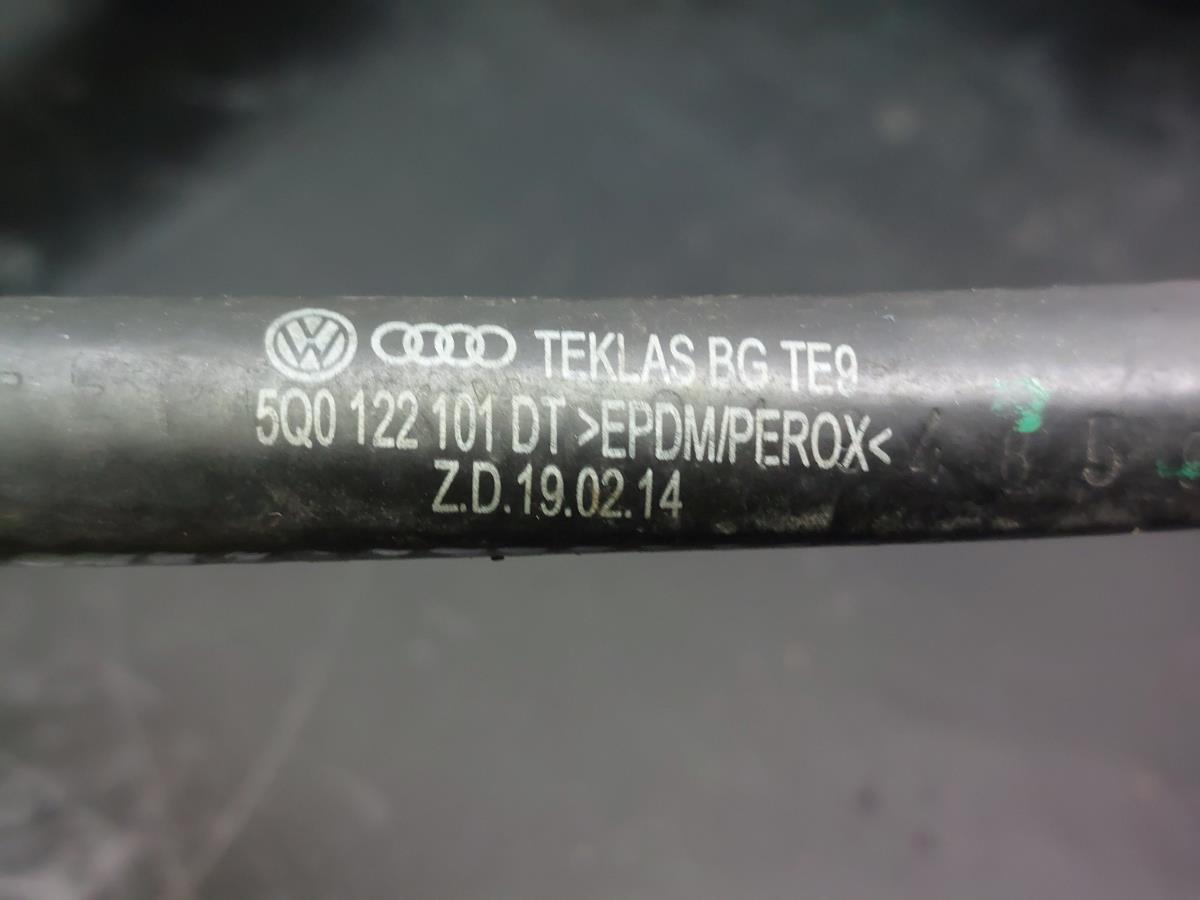 TEKLAS BG TE9
5Q0 122 101 DT >EPDM/PEROX<
Z.D.19.02.14